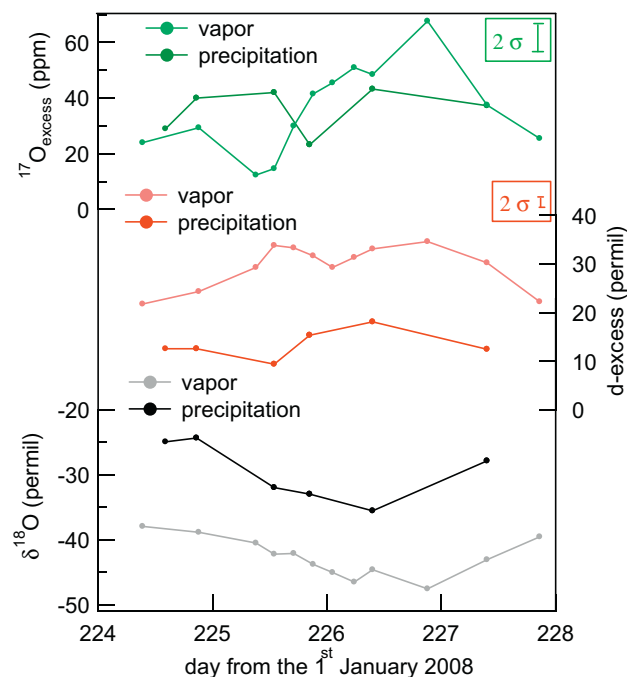 60
40
20
0
17Oexcess (ppm)
vapor
precipitation
2 σ
vapor
precipitation
2 σ
40
30
20
10
0
d-excess (permil)
vapor
precipitation
-20
-30
-40
-50
δ18O (permil)
224 225 226 227 228
day from the 1st January 2008